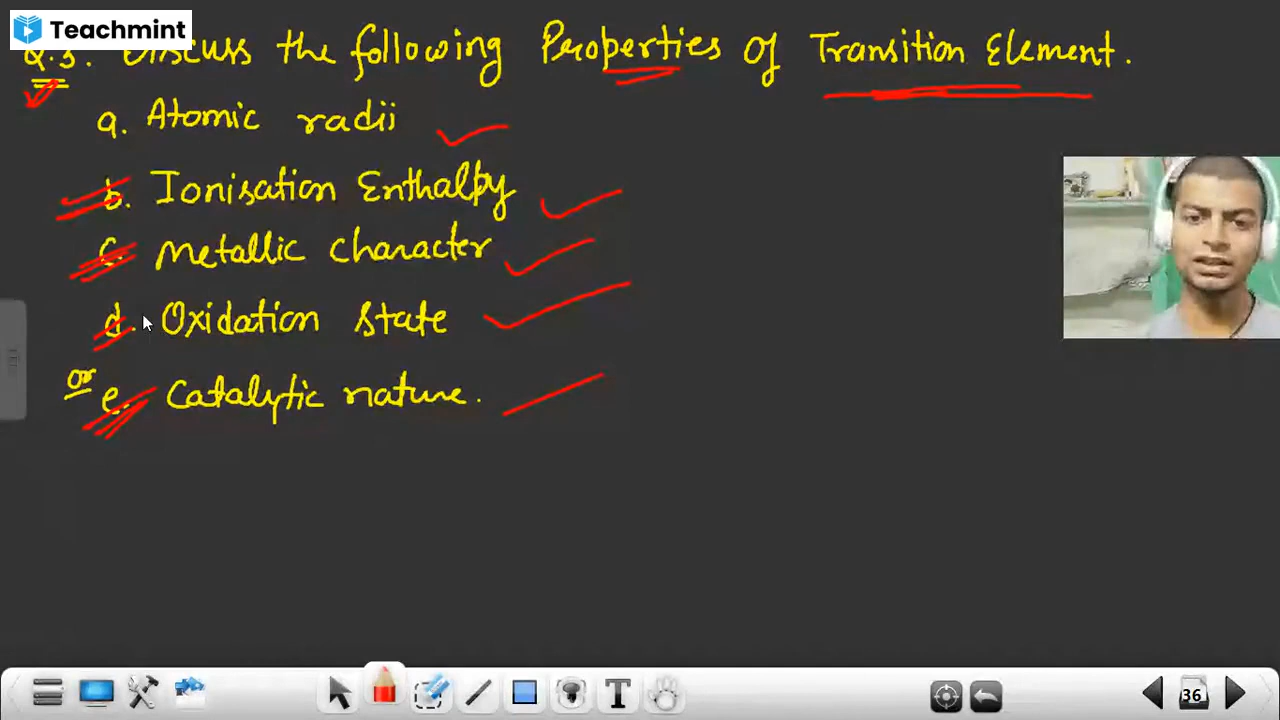 Teachmint
Q.3. Discuss the following Properties of Transition Element.
a. Atomic radii
b. Ionisation Enthalpy
c. Metallic character
d. Oxidation state
or e. Catalytic nature.
T
36